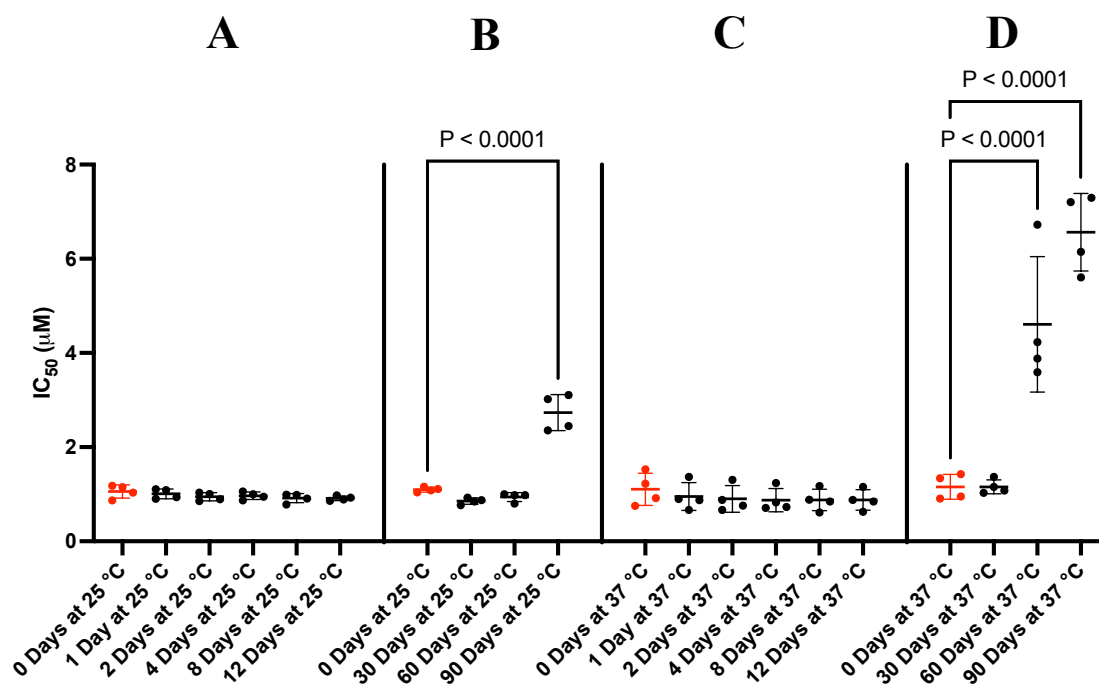 A B C D
P < 0.0001
P < 0.0001 P < 0.0001
8
6
4
2
0
IC50 (μM)
0 Days at 25 °C
1 Day at 25 °C
2 Days at 25 °C
4 Days at 25 °C
8 Days at 25 °C
12 Days at 25 °C
0 Days at 25 °C
30 Days at 25 °C
60 Days at 25 °C
90 Days at 25 °C
0 Days at 37 °C
1 Day at 37 °C
2 Days at 37 °C
4 Days at 37 °C
8 Days at 37 °C
12 Days at 37 °C
0 Days at 37 °C
30 Days at 37 °C
60 Days at 37 °C
90 Days at 37 °C